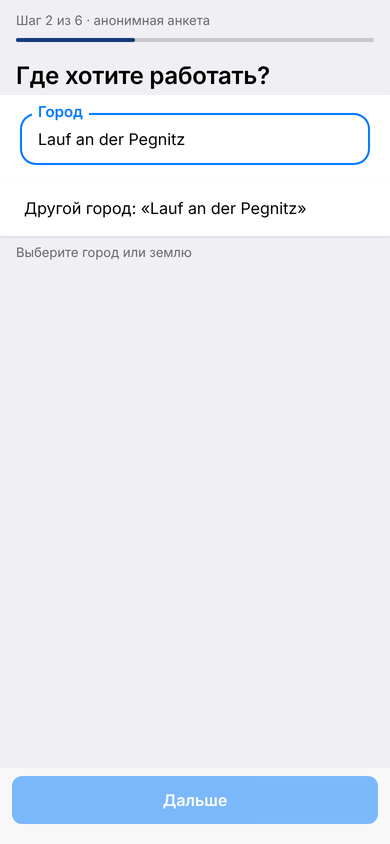 Шаг 2 из 6 · анонимная анкета
Где хотите работать?
Город
Lauf an der Pegnitz
Другой город: «Lauf an der Pegnitz»
Выберите город или землю
Дальше